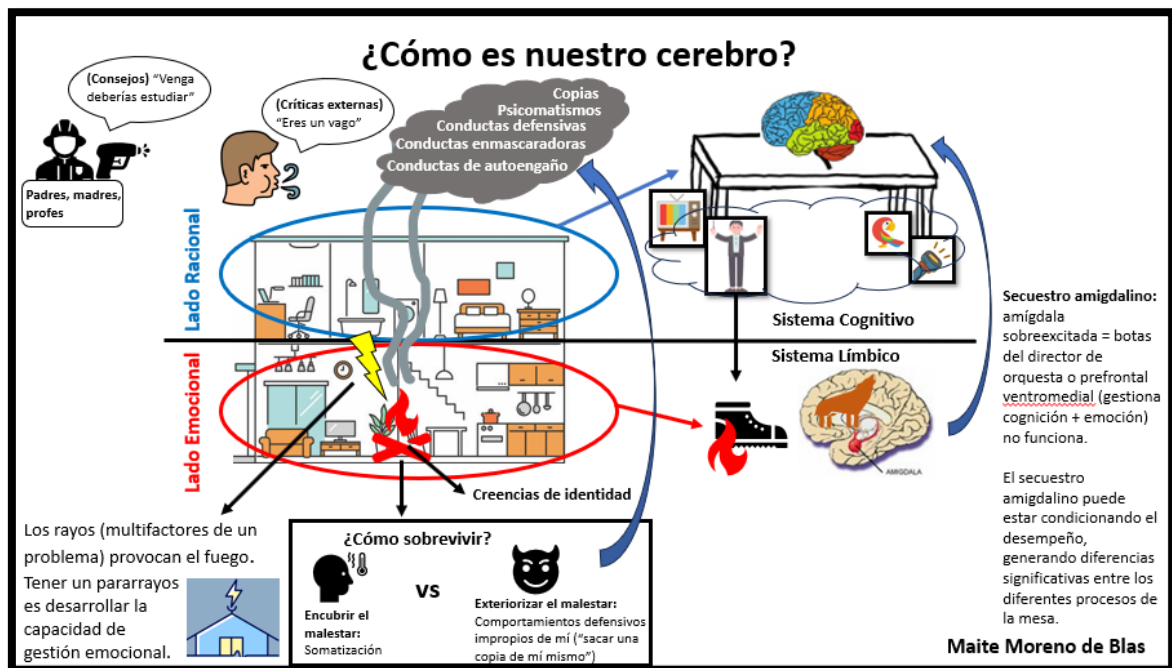 ¿Cómo es nuestro cerebro?
(Consejos) “Venga
deberías estudiar”
Padres, madres,
profes
(Críticas externas)
“Eres un vago”
Copias
Psicomatismos
Conductas defensivas
Conductas enmascaradoras
Conductas de autoengaño
Lado Racional
Lado Emocional
Sistema Cognitivo
Sistema Límbico
AMIGDALA
Secuestro amigdalino:
amígdala
sobreexcitada = botas
del director de
orquesta o prefrontal
ventromedial (gestiona
cognición + emoción)
no funciona.
El secuestro
amigdalino puede
estar condicionando el
desempeño,
generando diferencias
significativas entre los
diferentes procesos de
la mesa.
Creencias de identidad
Los rayos (multifactores de un
problema) provocan el fuego.
Tener un pararrayos
es desarrollar la
capacidad de
gestión emocional.
¿Cómo sobrevivir?
Encubrir el
malestar:
Somatización
vs
Exteriorizar el malestar:
Comportamientos defensivos
impropios de mí (“sacar una
copia de mí mismo”)
Maite Moreno de Blas